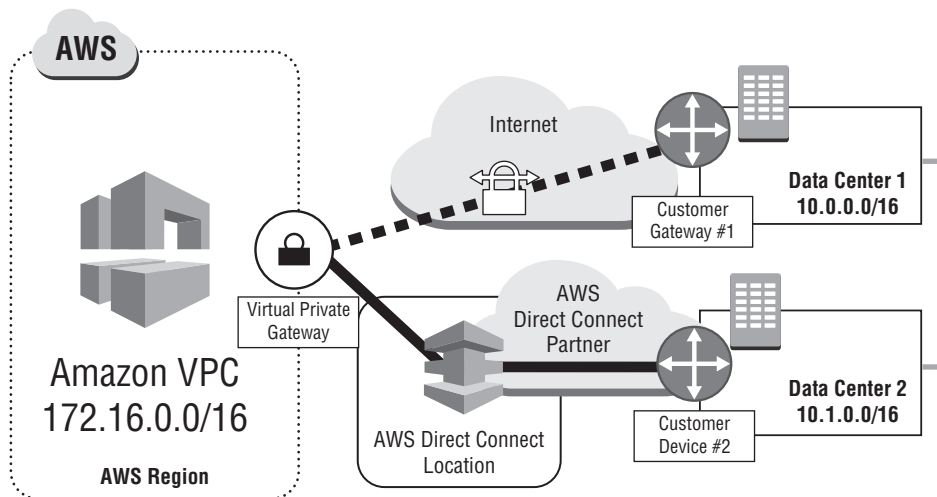 AWS
Internet
Data Center 1
10.0.0.0/16
Customer
Gateway #1
Virtual Private
Gateway
AWS
Direct Connect
Partner
Amazon VPC
172.16.0.0/16
AWS Region
AWS Direct Connect
Location
Customer
Device #2
Data Center 2
10.1.0.0/16